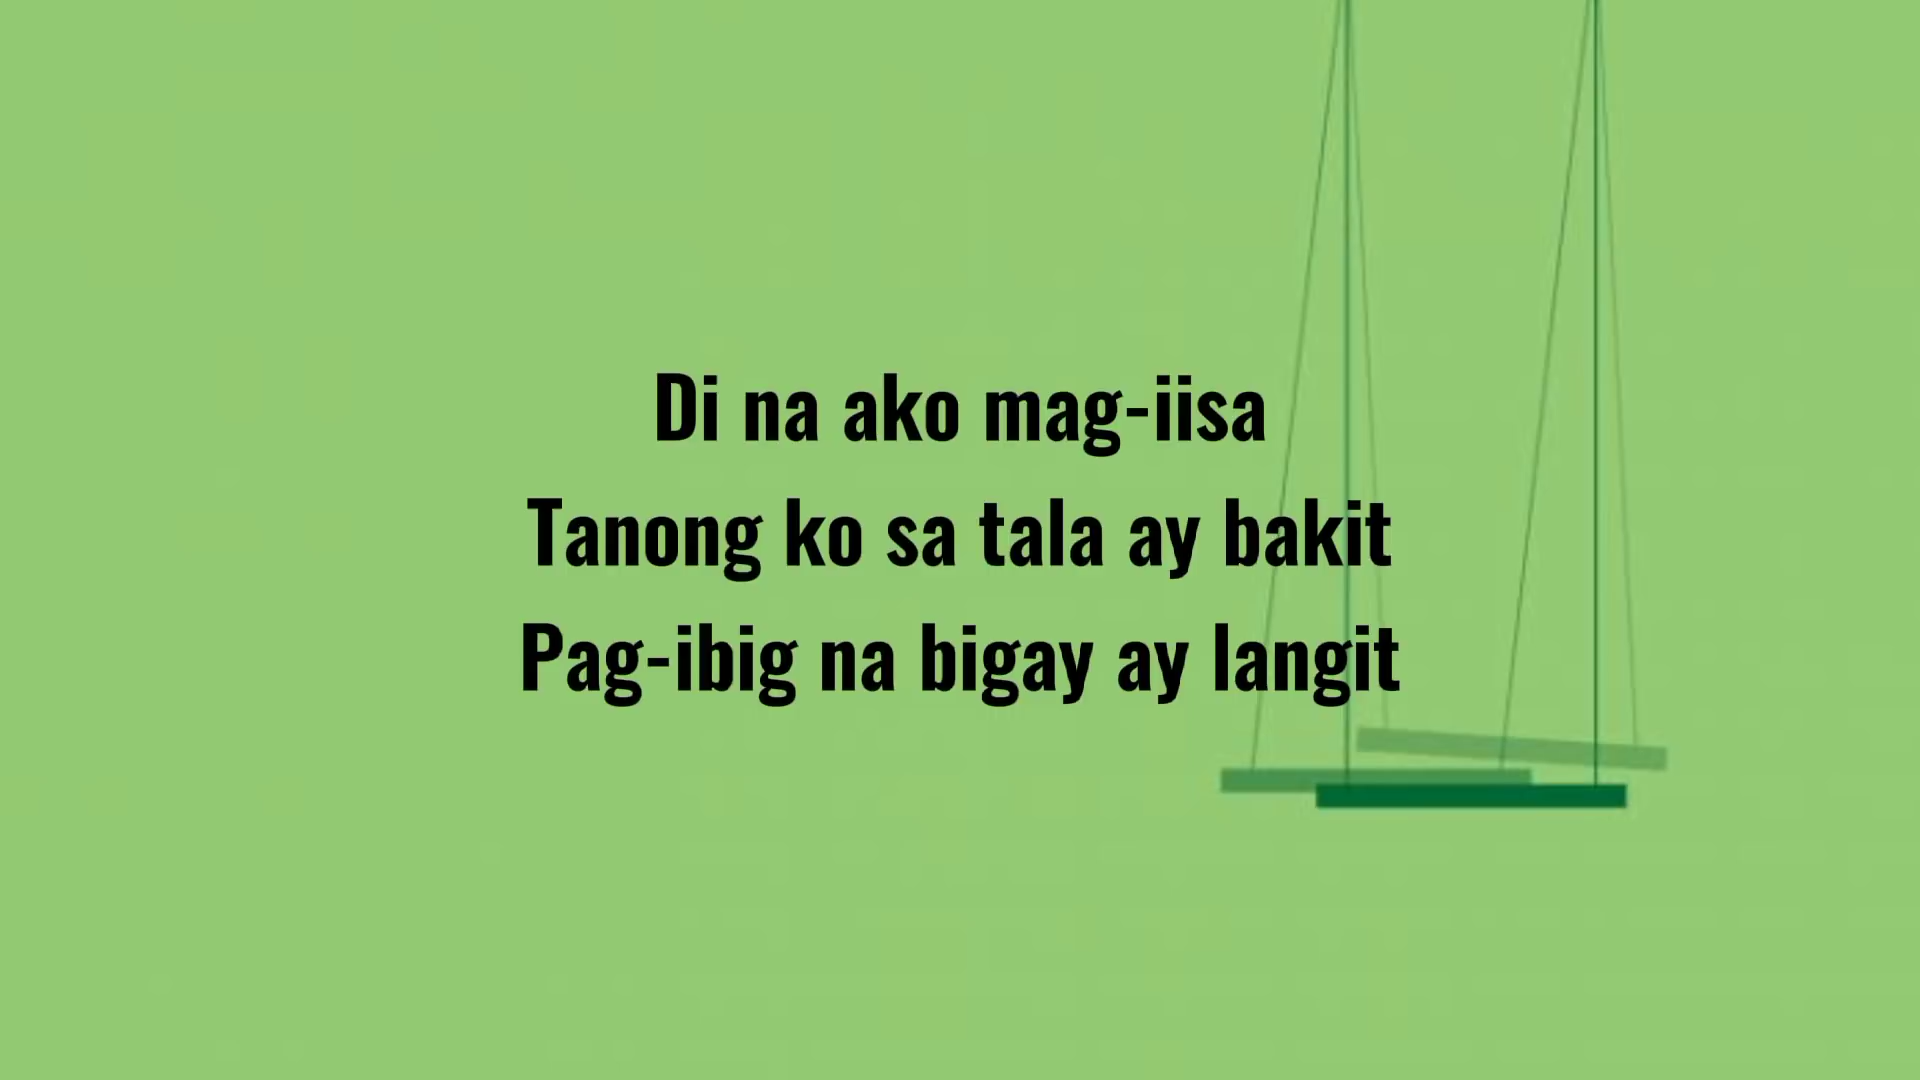 Di na ako mag-iisa
Tanong ko sa tala ay bakit
Pag-ibig na bigay ay langit